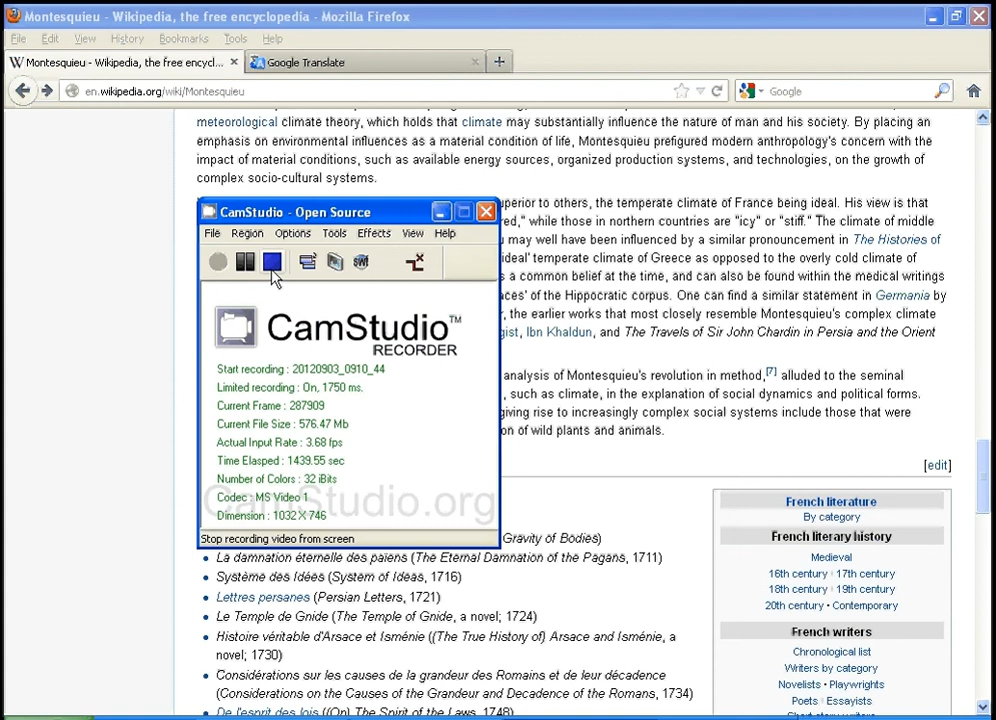 Montesquieu - Wikipedia, the free encyclopedia - Mozilla Firefox
File Edit View History Bookmarks Tools Help
Montesquieu - Wikipedia, the free encycl... Google Translate
en.wikipedia.org/wiki/Montesquieu Google
meteorological climate theory, which holds that climate may substantially influence the nature of man and his society. By placing an
emphasis on environmental influences as a material condition of life, Montesquieu prefigured modern anthropology's concern with the
impact of material conditions, such as available energy sources, organized production systems, and technologies, on the growth of
complex socio-cultural systems.
CamStudio - Open Source
File Region Options Tools Effects View Help
CamStudio™
RECORDER
Start recording : 20120903_0910_44
Limited recording : On, 1750 ms.
Current Frame : 287909
Current File Size : 576.47 Mb
Actual Input Rate : 3.68 fps
Time Elasped : 1439.55 sec
Number of Colors : 32 iBits
Codec : MS Video 1
Dimension : 1032 X 746
CamStudio.org
Stop recording video from screen
uperior to others, the temperate climate of France being ideal. His view is that
red," while those in northern countries are "icy" or "stiff." The climate of middle
u may well have been influenced by a similar pronouncement in The Histories of
ideal' temperate climate of Greece as opposed to the overly cold climate of
s a common belief at the time, and can also be found within the medical writings
aces' of the Hippocratic corpus. One can find a similar statement in Germania by
r, the earlier works that most closely resemble Montesquieu's complex climate
gist, Ibn Khaldun, and The Travels of Sir John Chardin in Persia and the Orient
analysis of Montesquieu's revolution in method,[7] alluded to the seminal
, such as climate, in the explanation of social dynamics and political forms.
giving rise to increasingly complex social systems include those that were
on of wild plants and animals.
[edit]
Gravity of Bodies)
La damnation éternelle des païens (The Eternal Damnation of the Pagans, 1711)
Système des Idées (System of Ideas, 1716)
Lettres persanes (Persian Letters, 1721)
Le Temple de Gnide (The Temple of Gnide, a novel; 1724)
Histoire véritable d'Arsace et Isménie ((The True History of) Arsace and Isménie, a
novel; 1730)
Considérations sur les causes de la grandeur des Romains et de leur décadence
(Considerations on the Causes of the Grandeur and Decadence of the Romans, 1734)
De l'esprit des lois ((On) The Spirit of the Laws, 1748)
French literature
By category
French literary history
Medieval
16th century 17th century
18th century 19th century
20th century • Contemporary
French writers
Chronological list
Writers by category
Novelists • Playwrights
Poets Essayists